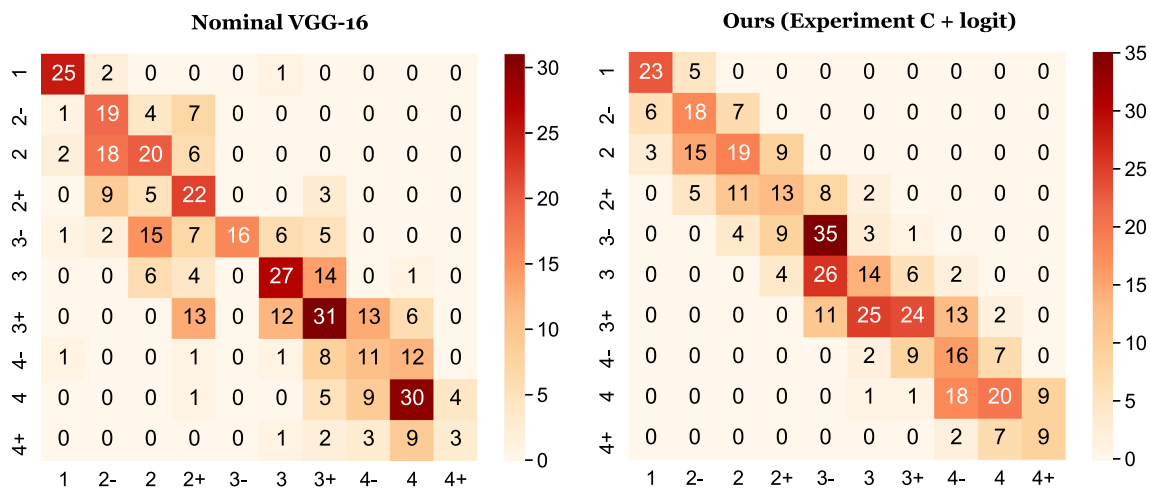 Nominal VGG-16
1 25 2 0 0 0 1 0 0 0 0
2- 1 19 4 7 0 0 0 0 0 0
2 2 18 20 6 0 0 0 0 0 0
2+ 0 9 5 22 0 0 3 0 0 0
3- 1 2 15 7 16 6 5 0 0 0
3 0 0 6 4 0 27 14 0 1 0
3+ 0 0 0 13 0 12 31 13 6 0
4- 1 0 0 1 0 1 8 11 12 0
4 0 0 0 1 0 0 5 9 30 4
4+ 0 0 0 0 0 1 2 3 9 3
1 2- 2 2+ 3- 3 3+ 4- 4 4+
30
25
20
15
10
5
0
Ours (Experiment C + logit)
1 23 5 0 0 0 0 0 0 0 0
2- 6 18 7 0 0 0 0 0 0 0
2 3 15 19 9 0 0 0 0 0 0
2+ 0 5 11 13 8 2 0 0 0 0
3- 0 0 4 9 35 3 1 0 0 0
3 0 0 0 4 26 14 6 2 0 0
3+ 0 0 0 0 11 25 24 13 2 0
4- 0 0 0 0 0 2 9 16 7 0
4 0 0 0 0 0 1 1 18 20 9
4+ 0 0 0 0 0 0 0 2 7 9
1 2- 2 2+ 3- 3 3+ 4- 4 4+
35
30
25
20
15
10
5
0